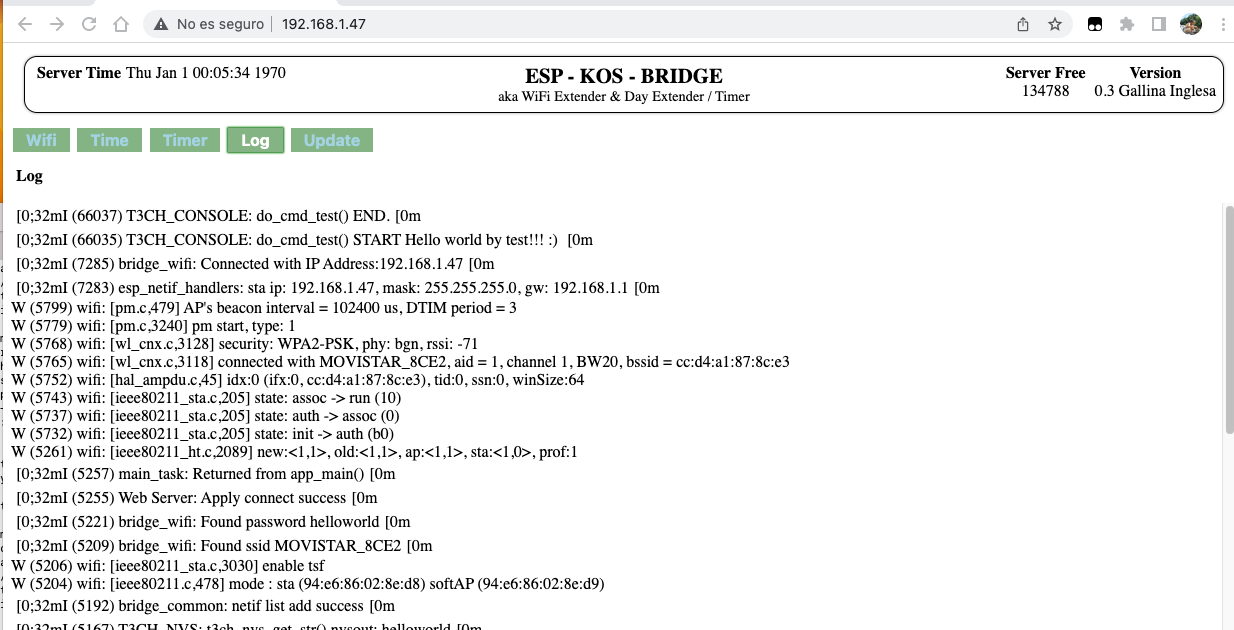 No es seguro | 192.168.1.47
Server Time Thu Jan 1 00:05:34 1970
ESP - KOS - BRIDGE
aka WiFi Extender & Day Extender / Timer
Server Free
134788
Version
0.3 Gallina Inglesa
Wifi Time Timer Log Update
Log
[0;32mI (66037) T3CH_CONSOLE: do_cmd_test() END. [0m
[0;32mI (66035) T3CH_CONSOLE: do_cmd_test() START Hello world by test!!! :) [0m
[0;32mI (7285) bridge_wifi: Connected with IP Address:192.168.1.47 [0m
[0;32mI (7283) esp_netif_handlers: sta ip: 192.168.1.47, mask: 255.255.255.0, gw: 192.168.1.1 [0m
W (5799) wifi: [pm.c,479] AP's beacon interval = 102400 us, DTIM period = 3
W (5779) wifi: [pm.c,3240] pm start, type: 1
W (5768) wifi: [wl_cnx.c,3128] security: WPA2-PSK, phy: bgn, rssi: -71
W (5765) wifi: [wl_cnx.c,3118] connected with MOVISTAR_8CE2, aid = 1, channel 1, BW20, bssid = cc:d4:a1:87:8c:e3
W (5752) wifi: [hal_ampdu.c,45] idx:0 (ifx:0, cc:d4:a1:87:8c:e3), tid:0, ssn:0, winSize:64
W (5743) wifi: [ieee80211_sta.c,205] state: assoc -> run (10)
W (5737) wifi: [ieee80211_sta.c,205] state: auth -> assoc (0)
W (5732) wifi: [ieee80211_sta.c,205] state: init -> auth (b0)
W (5261) wifi: [ieee80211_ht.c,2089] new:<1,1>, old:<1,1>, ap:<1,1>, sta:<1,0>, prof:1
[0;32mI (5257) main_task: Returned from app_main() [0m
[0;32mI (5255) Web Server: Apply connect success [0m
[0;32mI (5221) bridge_wifi: Found password helloworld [0m
[0;32mI (5209) bridge_wifi: Found ssid MOVISTAR_8CE2 [0m
W (5206) wifi: [ieee80211_sta.c,3030] enable tsf
W (5204) wifi: [ieee80211.c,478] mode : sta (94:e6:86:02:8e:d8) softAP (94:e6:86:02:8e:d9)
[0;32mI (5192) bridge_common: netif list add success [0m
[0;32mI (5167) T3CH_NVS: t3ch_nvs_get_str() nvsout: helloworld [0m